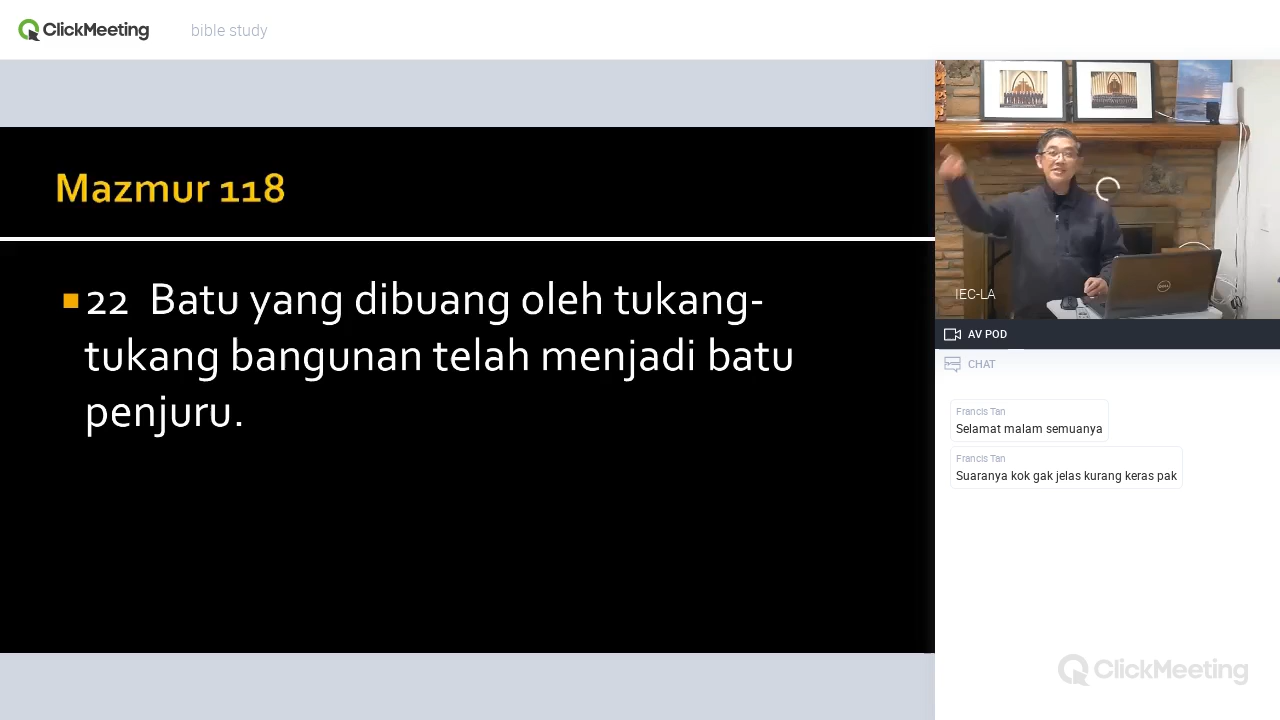 ClickMeeting
bible study
Mazmur 118
22 Batu yang dibuang oleh tukang-
tukang bangunan telah menjadi batu
penjuru.
IEC-LA
AV POD
CHAT
Francis Tan
Selamat malam semuanya
Francis Tan
Suaranya kok gak jelas kurang keras pak
ClickMeeting